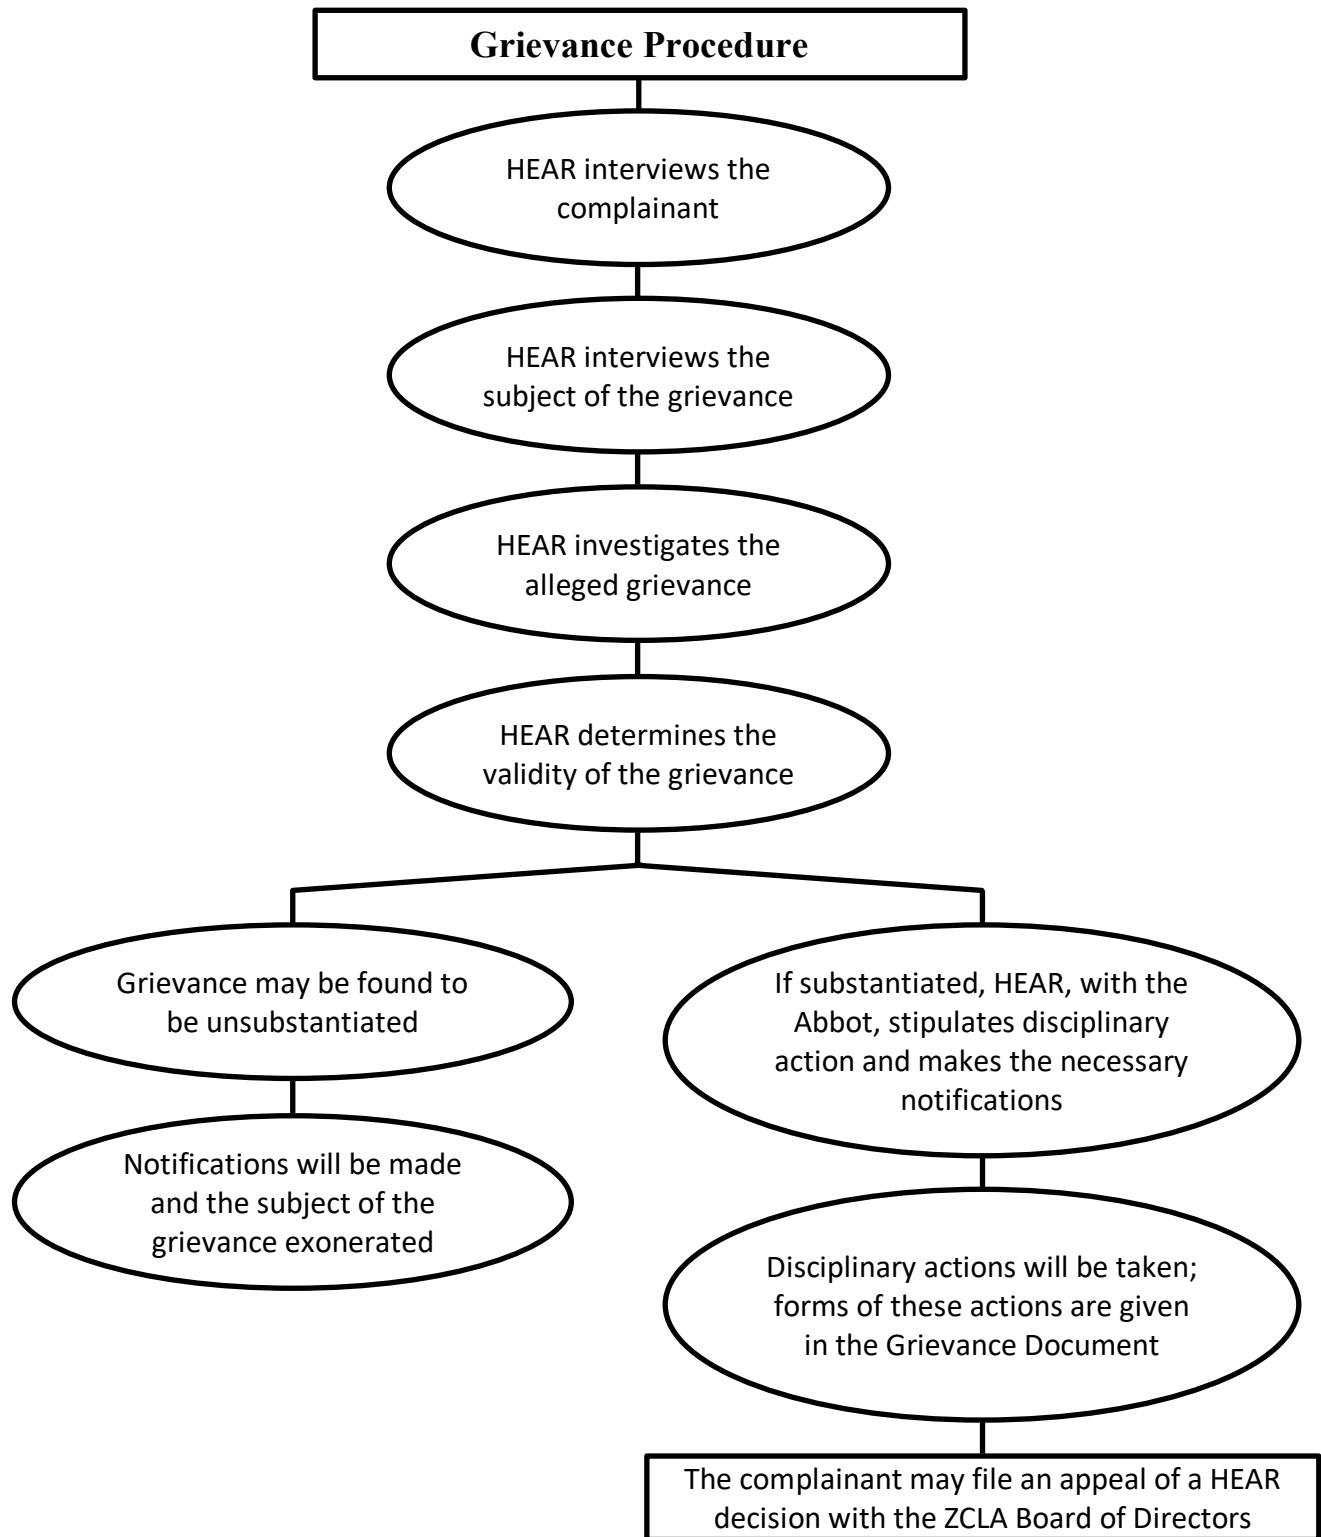 Grievance Procedure
HEAR interviews the
complainant
HEAR interviews the
subject of the grievance
HEAR investigates the
alleged grievance
HEAR determines the
validity of the grievance
Grievance may be found to
be unsubstantiated
Notifications will be made
and the subject of the
grievance exonerated
If substantiated, HEAR, with the
Abbot, stipulates disciplinary
action and makes the necessary
notifications
Disciplinary actions will be taken;
forms of these actions are given
in the Grievance Document
The complainant may file an appeal of a HEAR
decision with the ZCLA Board of Directors